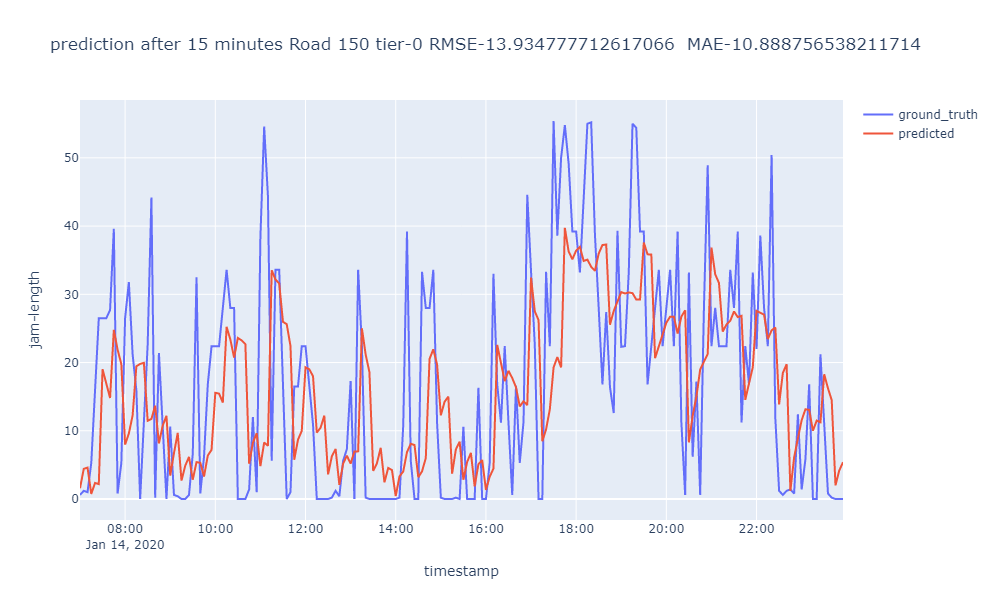 prediction after 15 minutes Road 150 tier-0 RMSE-13.934777712617066  MAE-10.888756538211714
ground_truth
predicted
jam-length
50
40
30
20
10
0
08:00 10:00 12:00 14:00 16:00 18:00 20:00 22:00
Jan 14, 2020
timestamp